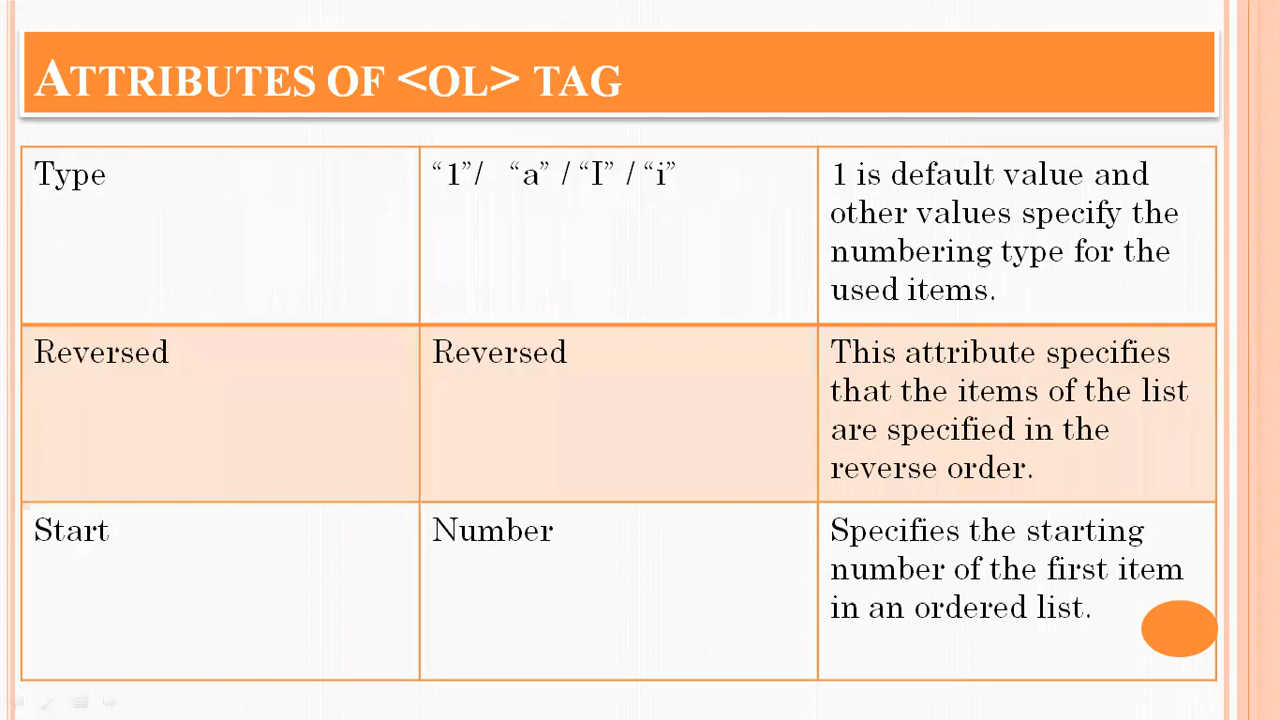 ATTRIBUTES OF <OL> TAG
Type
“1”/ “a” / “I” / “i”
1 is default value and
other values specify the
numbering type for the
used items.
Reversed
Reversed
This attribute specifies
that the items of the list
are specified in the
reverse order.
Start
Number
Specifies the starting
number of the first item
in an ordered list.